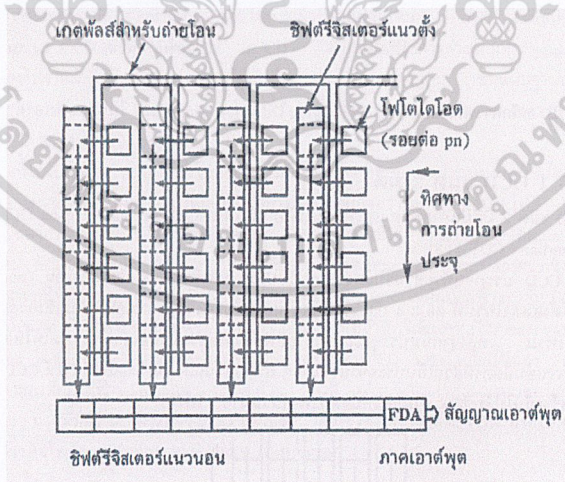 เกตพัลส์สำหรับถ่ายโอน
ชิฟต์รีจิสเตอร์แนวตั้ง
โฟโตไดโอด
(รอยต่อ pn)
ทิศทาง
การถ่ายโอน
ประจุ
FDA
สัญญาณเอาต์พุต
ชิฟต์รีจิสเตอร์แนวนอน
ภาคเอาต์พุต